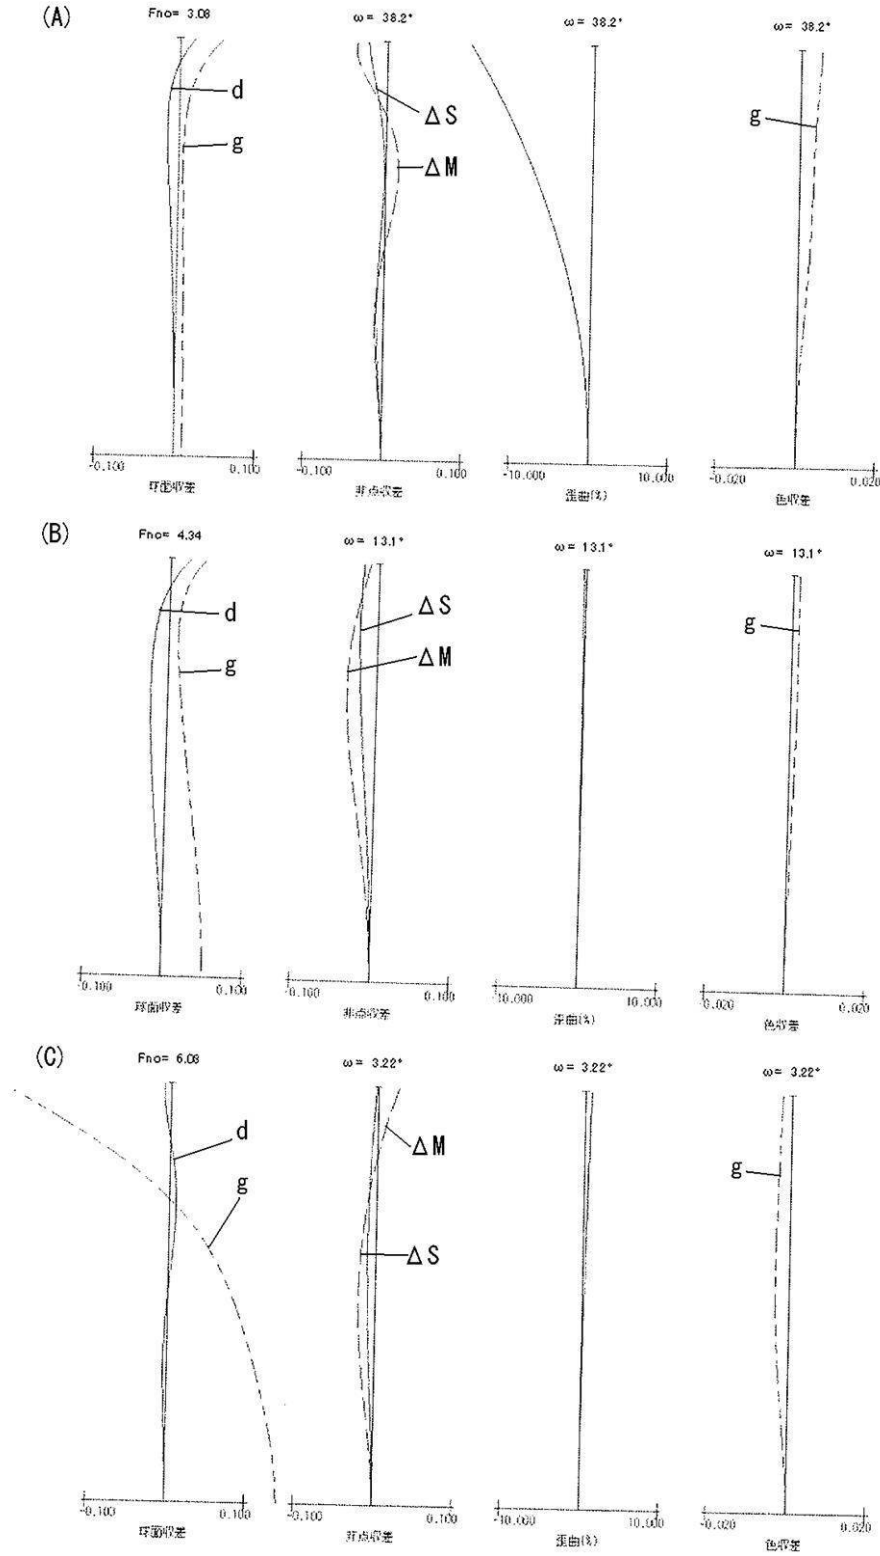 (A)
Fno= 3.08
ω= 38.2°
ω= 38.2°
ω= 38.2°
d
g
ΔS
ΔM
g
-0.100
0.100
球面収差
-0.100
0.100
非点収差
-10.000
10.000
歪曲(%)
-0.020
0.020
色収差
(B)
Fno= 4.34
ω= 13.1°
ω= 13.1°
ω= 13.1°
d
g
ΔS
ΔM
g
-0.100
0.100
球面収差
-0.100
0.100
非点収差
-10.000
10.000
歪曲(%)
-0.020
0.020
色収差
(C)
Fno= 6.08
ω= 3.22°
ω= 3.22°
ω= 3.22°
d
g
ΔM
ΔS
g
-0.100
0.100
球面収差
-0.100
0.100
非点収差
-10.000
10.000
歪曲(%)
-0.020
0.020
色収差